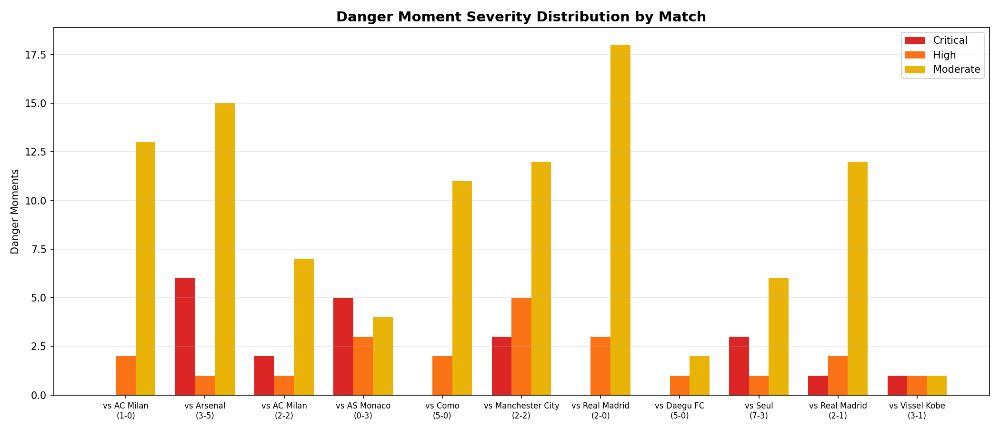 Danger Moment Severity Distribution by Match
Critical
High
Moderate
Danger Moments
17.5
15.0
12.5
10.0
7.5
5.0
2.5
0.0
vs AC Milan
(1-0)
vs Arsenal
(3-5)
vs AC Milan
(2-2)
vs AS Monaco
(0-3)
vs Como
(5-0)
vs Manchester City
(2-2)
vs Real Madrid
(2-0)
vs Daegu FC
(5-0)
vs Seul
(7-3)
vs Real Madrid
(2-1)
vs Vissel Kobe
(3-1)